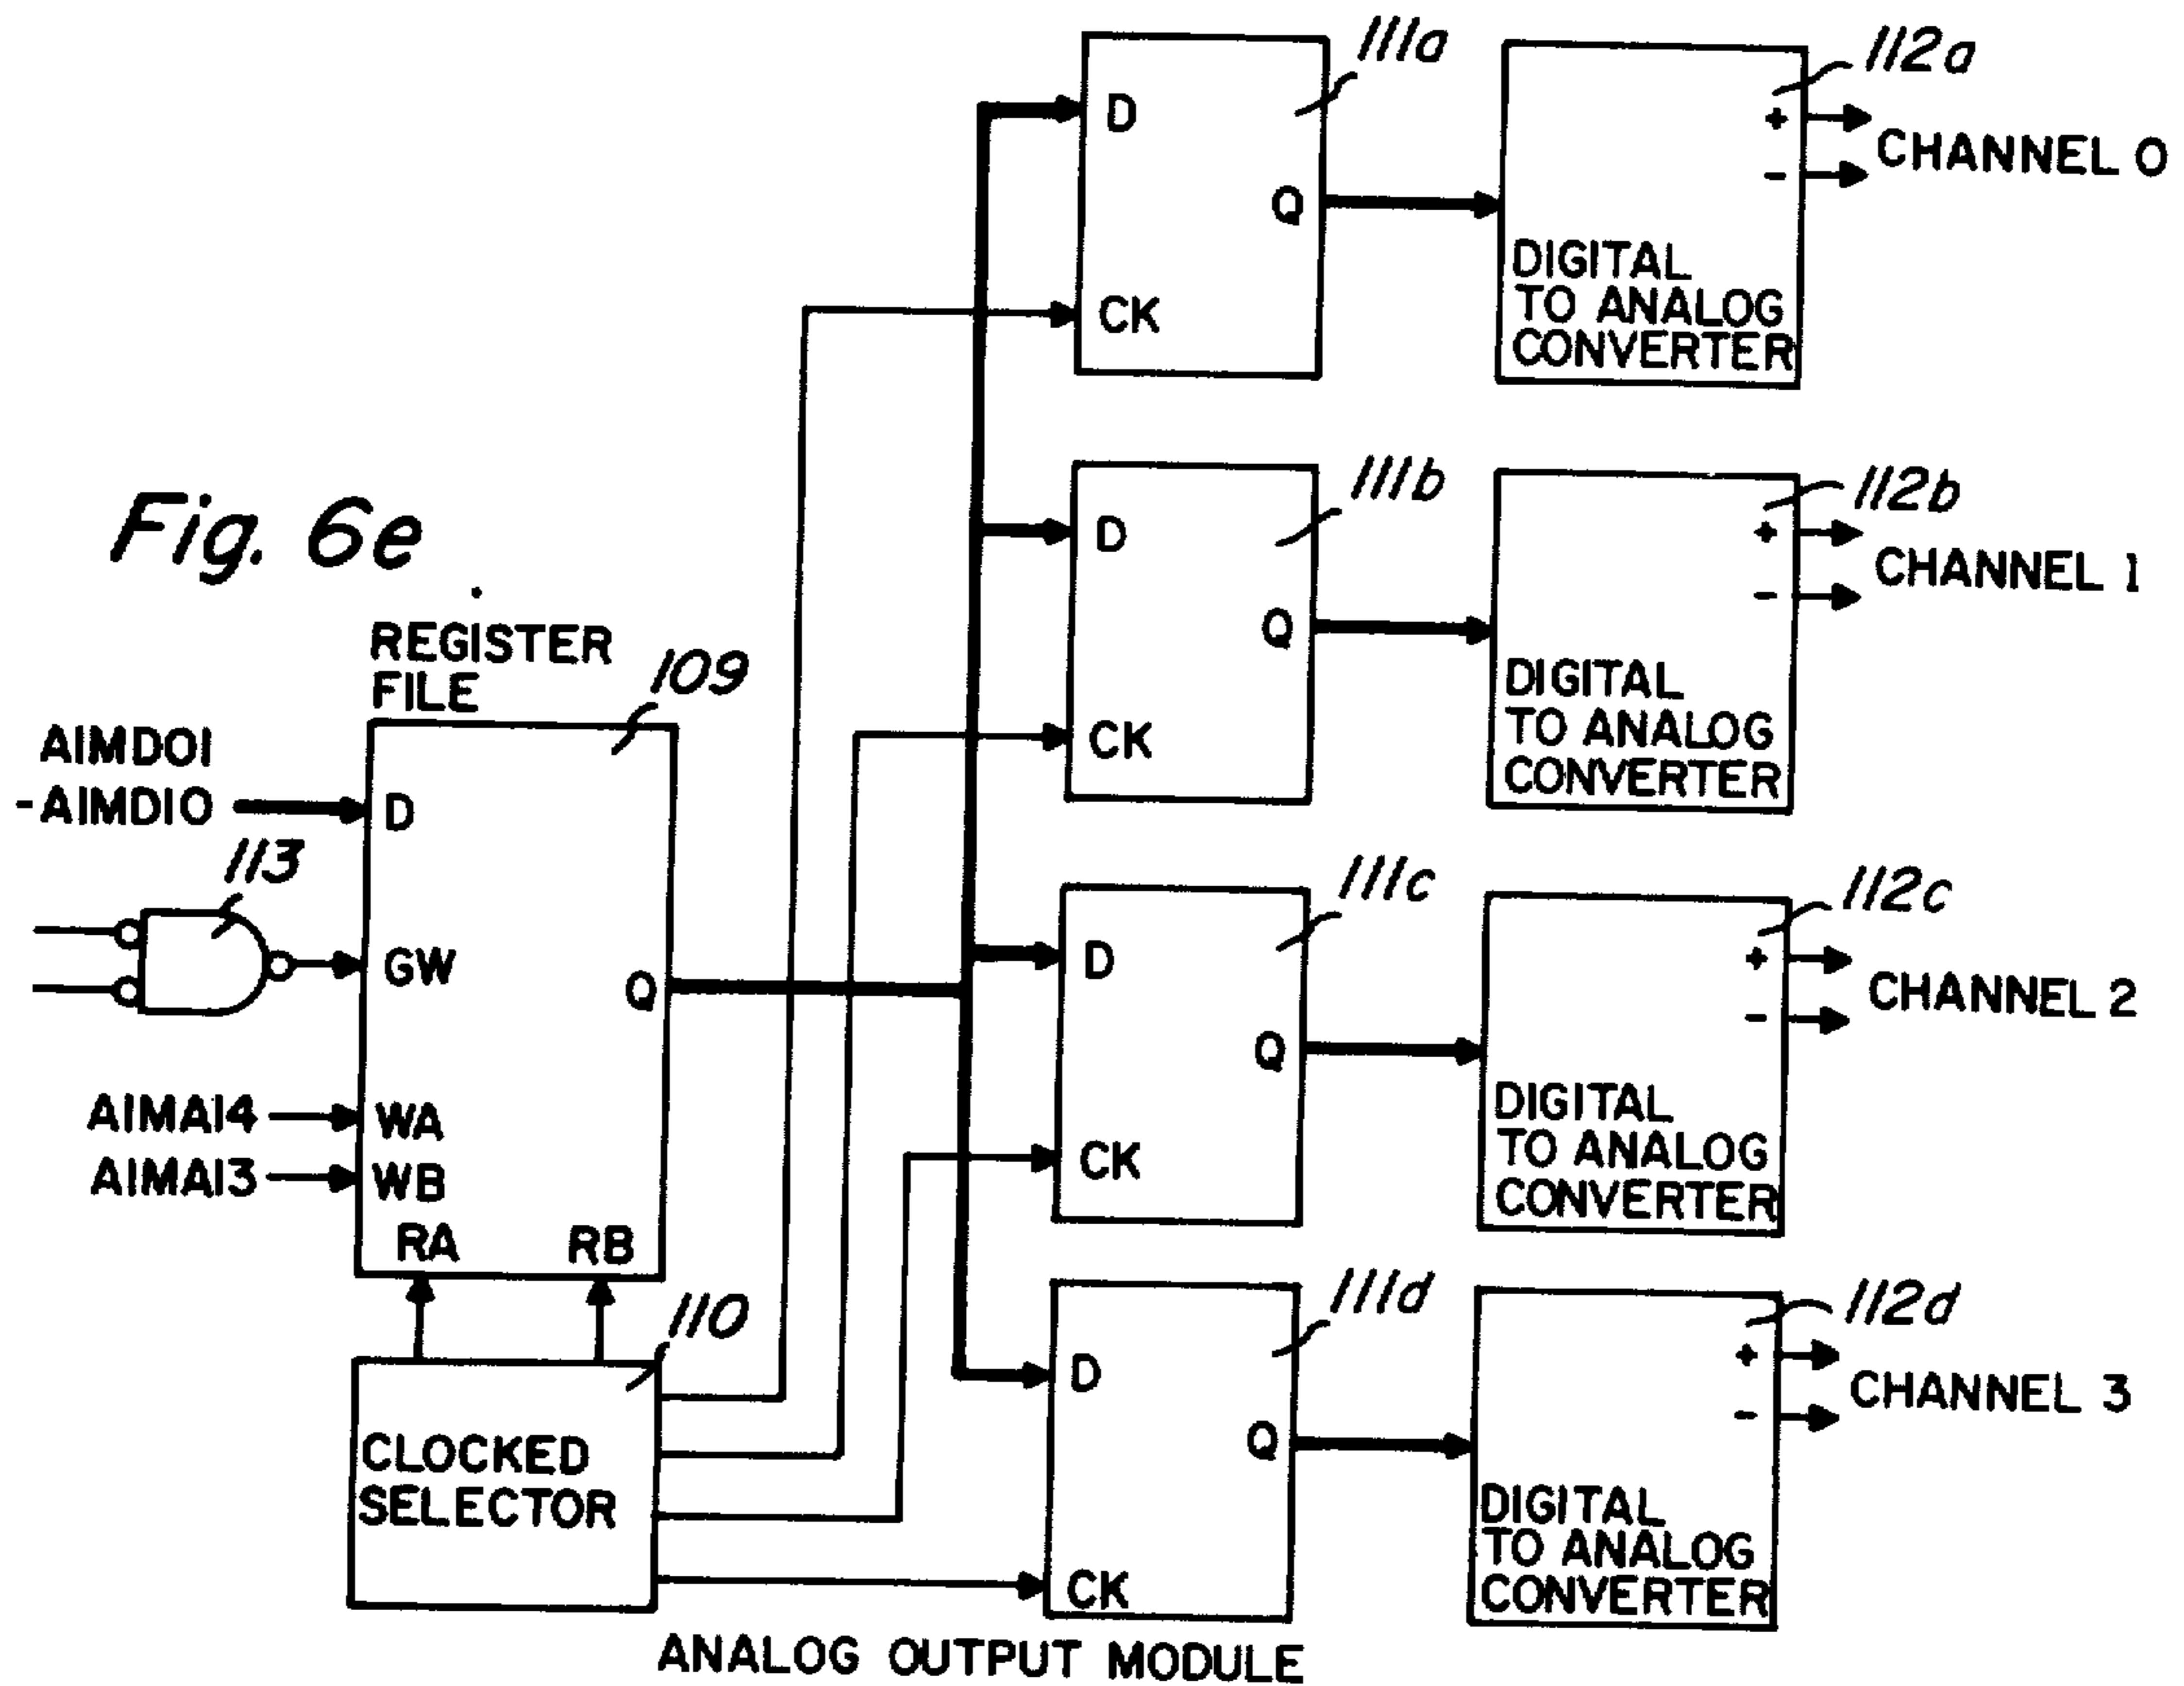 Fig. 6e
111a
D
Q
CK
112a
+
-
CHANNEL 0
DIGITAL
TO ANALOG
CONVERTER
111b
D
Q
CK
112b
+
-
CHANNEL 1
DIGITAL
TO ANALOG
CONVERTER
REGISTER
FILE
109
AIMD01
-AIMD10
D
113
GW
Q
AIMA14
WA
AIMA13
WB
RA
RB
110
CLOCKED
SELECTOR
111c
D
Q
CK
112c
+
-
CHANNEL 2
DIGITAL
TO ANALOG
CONVERTER
111d
D
Q
CK
112d
+
-
CHANNEL 3
DIGITAL
TO ANALOG
CONVERTER
ANALOG OUTPUT MODULE